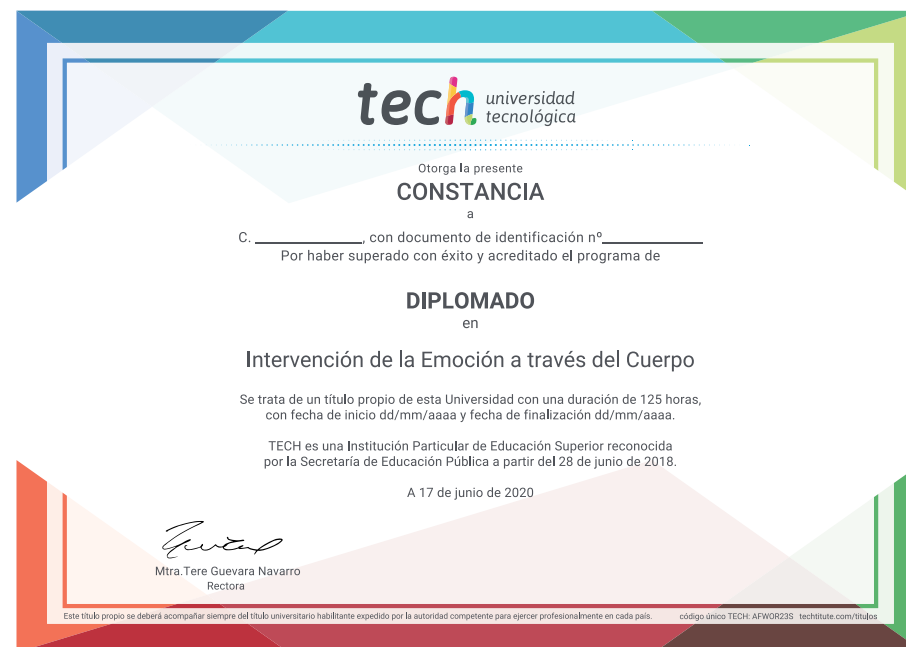 tech universidad
tecnológica
Otorga la presente
CONSTANCIA
a
C. ______________, con documento de identificación nº_____________
Por haber superado con éxito y acreditado el programa de
DIPLOMADO
en
Intervención de la Emoción a través del Cuerpo
Se trata de un título propio de esta Universidad con una duración de 125 horas,
con fecha de inicio dd/mm/aaaa y fecha de finalización dd/mm/aaaa.
TECH es una Institución Particular de Educación Superior reconocida
por la Secretaría de Educación Pública a partir del 28 de junio de 2018.
A 17 de junio de 2020
Mtra.Tere Guevara Navarro
Rectora
Este título propio se deberá acompañar siempre del título universitario habilitante expedido por la autoridad competente para ejercer profesionalmente en cada país. código único TECH: AFWOR23S techtitute.com/titulos